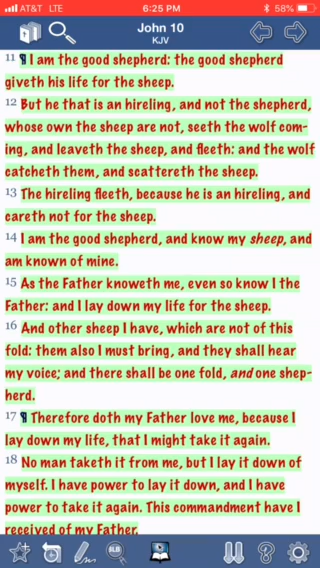 AT&T LTE 6:25 PM 58%
John 10
KJV
11 ¶ I am the good shepherd: the good shepherd
giveth his life for the sheep.
12 But he that is an hireling, and not the shepherd,
whose own the sheep are not, seeth the wolf com-
ing, and leaveth the sheep, and fleeth: and the wolf
catcheth them, and scattereth the sheep.
13 The hireling fleeth, because he is an hireling, and
careth not for the sheep.
14 I am the good shepherd, and know my sheep, and
am known of mine.
15 As the Father knoweth me, even so know I the
Father: and I lay down my life for the sheep.
16 And other sheep I have, which are not of this
fold: them also I must bring, and they shall hear
my voice; and there shall be one fold, and one shep-
herd.
17 ¶ Therefore doth my Father love me, because I
lay down my life, that I might take it again.
18 No man taketh it from me, but I lay it down of
myself. I have power to lay it down, and I have
power to take it again. This commandment have I
received of my Father.
BLB